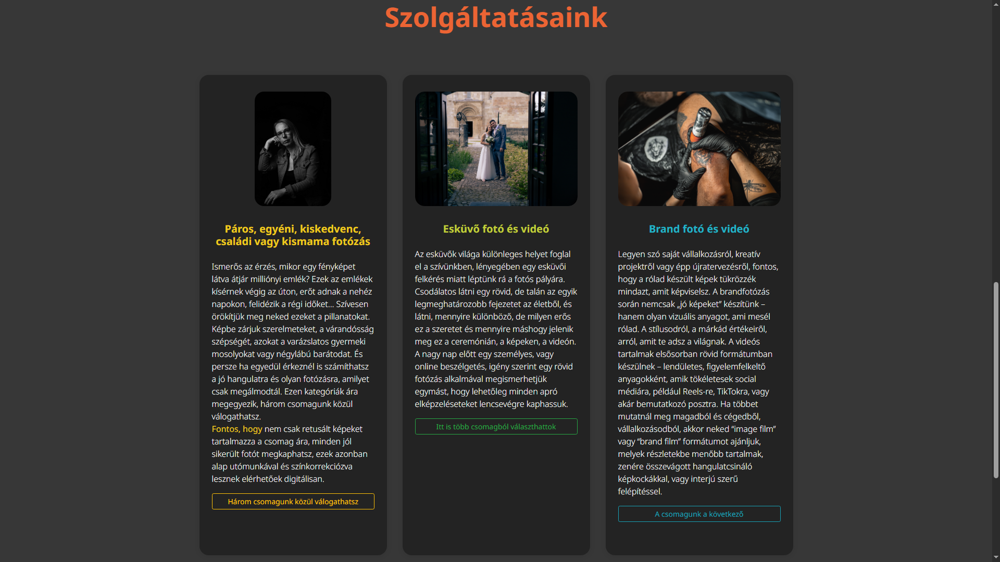 Szolgáltatásaink
Páros, egyéni, kiskedvenc,
családi vagy kismama fotózás
Ismerős az érzés, mikor egy fényképet
látva átjár milliónyi emlék? Ezek az emlékek
kísérnek végig az úton, erőt adnak a nehéz
napokon, felidézik a régi időket... Szívesen
örökítjük meg neked ezeket a pillanatokat.
Képbe zárjuk szerelmeteket, a várandósság
szépségét, azokat a varázslatos gyermeki
mosolyokat vagy négylábú barátodat. És
persze ha egyedül érkeznél is számíthatsz
a jó hangulatra és olyan fotózásra, amilyet
csak megálmodtál. Ezen kategóriák ára
megegyezik, három csomagunk közül
válogathatsz.
Fontos, hogy nem csak retusált képeket
tartalmazza a csomag ára, minden jól
sikerült fotót megkaphatsz, ezek azonban
alap utómunkával és színkorrekciózva
lesznek elérhetőek digitálisan.
Három csomagunk közül válogathatsz
Esküvő fotó és videó
Az esküvők világa különleges helyet foglal
el a szívünkben, lényegében egy esküvői
felkérés miatt léptünk rá a fotós pályára.
Csodálatos látni egy rövid, de talán az egyik
legmeghatározobb fejezetet az életből, és
látni, mennyire különböző, de milyen erős
ez a szeretet és mennyire máshogy jelenik
meg ez a ceremónián, a képeken, a videón.
A nagy nap előtt egy személyes, vagy
online beszélgetés, igény szerint egy rövid
fotózás alkalmával megismerhetjük
egymást, hogy lehetőleg minden apró
elképzeléseteket lencsevégre kaphassuk.
Itt is több csomagból választhattok
Brand fotó és videó
Legyen szó saját vállalkozásról, kreatív
projektről vagy épp újratervezésről, fontos,
hogy a rólad készült képek tükrözzék
mindazt, amit képviselsz. A brandfotózás
során nemcsak „jó képeket” készítünk –
hanem olyan vizuális anyagot, ami mesél
rólad. A stílusodról, a márkád értékeiről,
arról, amit te adsz a világnak. A videós
tartalmak elsősorban rövid formátumban
készülnek – lendületes, figyelemfelkeltő
anyagokként, amik tökéletesek social
médiára, például Reels-re, TikTokra, vagy
akár bemutatkozó posztra. Ha többet
mutatnál meg magadból és cégedből,
vállalkozásodból, akkor neked “image film”
vagy “brand film” formátumot ajánljuk,
melyek részletekbe menőbb tartalmak,
zenére összevágott hangulatcsináló
képkockákkal, vagy interjú szerű
felépítéssel.
A csomagunk a következő